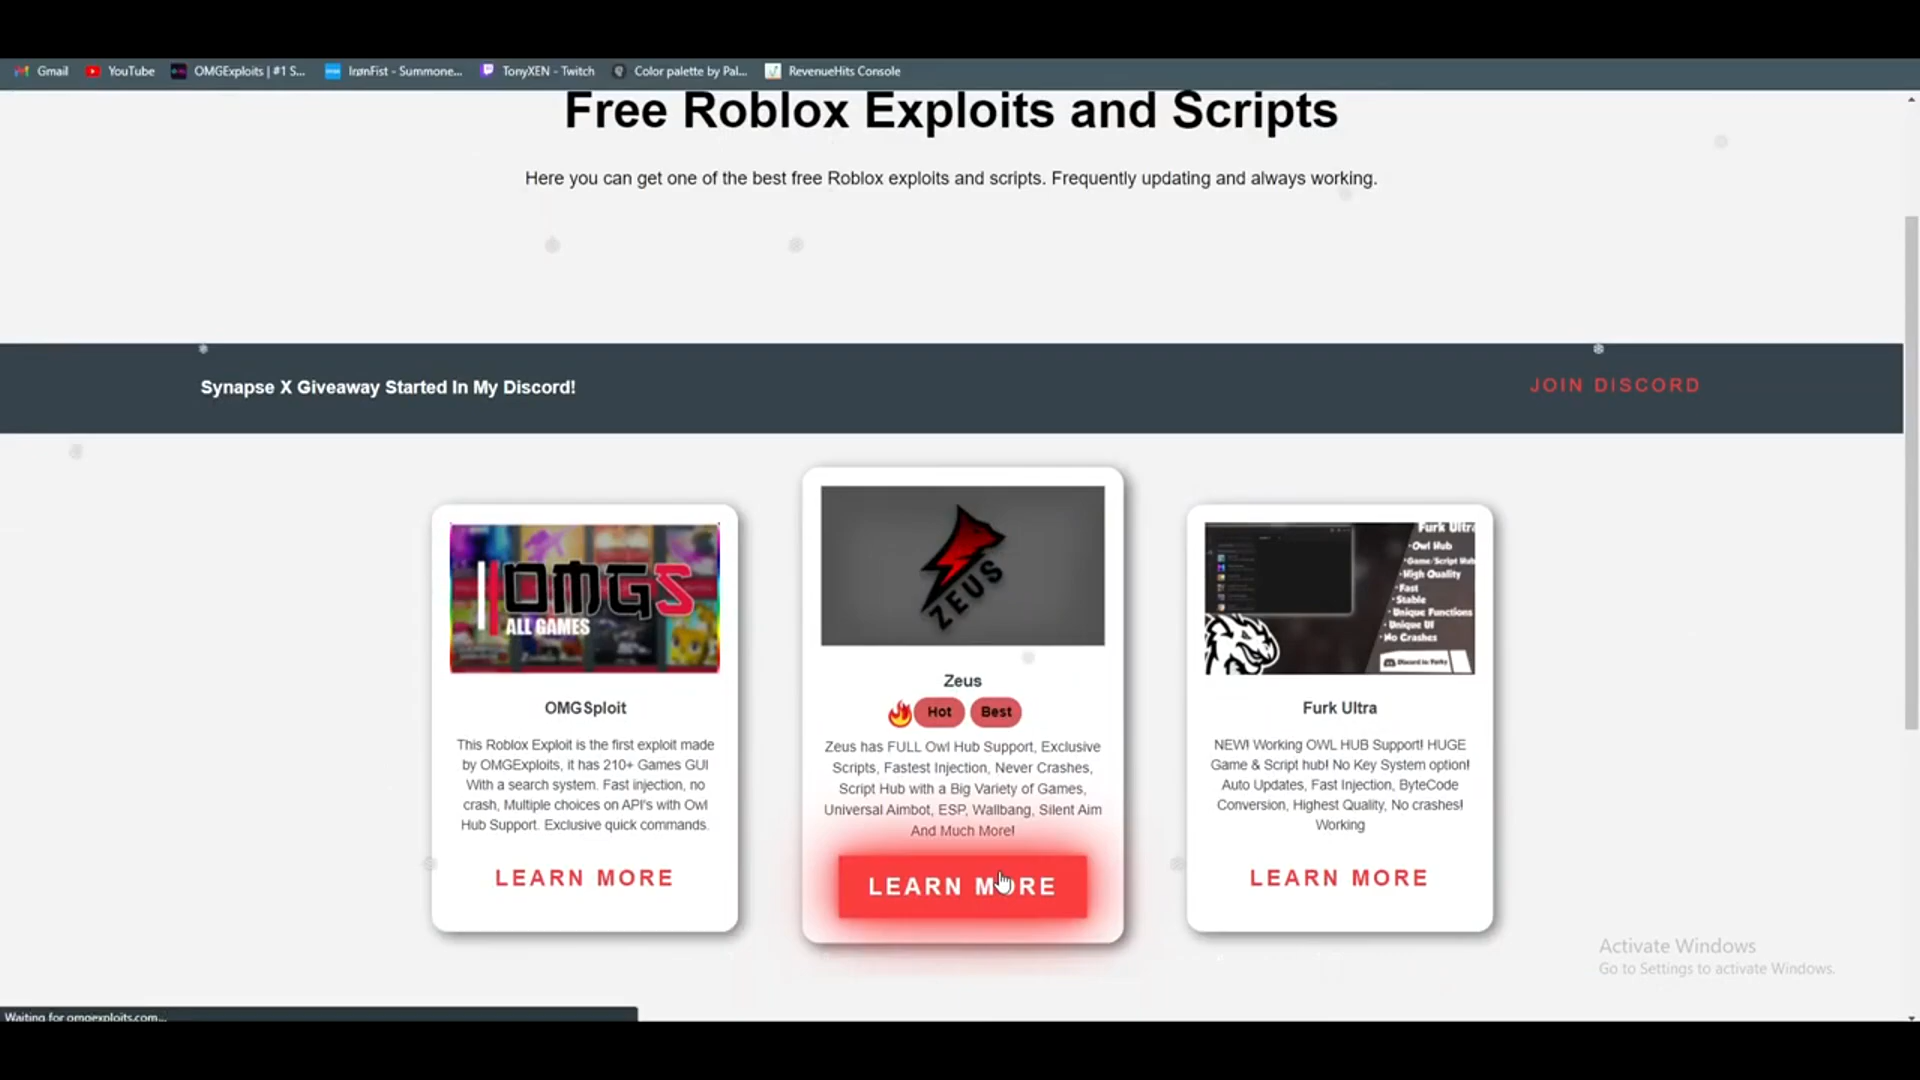 Gmail YouTube OMGExploits | #1 S... IrønFist - Summone... TonyXEN - Twitch Color palette by Pal... RevenueHits Console
Free Roblox Exploits and Scripts
Here you can get one of the best free Roblox exploits and scripts. Frequently updating and always working.
Synapse X Giveaway Started In My Discord!
JOIN DISCORD
OMGS
ALL GAMES
OMGSploit
This Roblox Exploit is the first exploit made
by OMGExploits, it has 210+ Games GUI
With a search system. Fast injection, no
crash, Multiple choices on API's with Owl
Hub Support. Exclusive quick commands.
LEARN MORE
ZEUS
Zeus
Hot Best
Zeus has FULL Owl Hub Support, Exclusive
Scripts, Fastest Injection, Never Crashes,
Script Hub with a Big Variety of Games,
Universal Aimbot, ESP, Wallbang, Silent Aim
And Much More!
LEARN MORE
Furk Ultra
·Owl Hub
·Game/Script Hub
·High Quality
·Fast
·Stable
·Unique Functions
·Unique UI
·No Crashes
Furk Ultra
NEW! Working OWL HUB Support! HUGE
Game & Script hub! No Key System option!
Auto Updates, Fast Injection, ByteCode
Conversion, Highest Quality, No crashes!
Working
LEARN MORE
Activate Windows
Go to Settings to activate Windows.
Waiting for omgexploits.com...